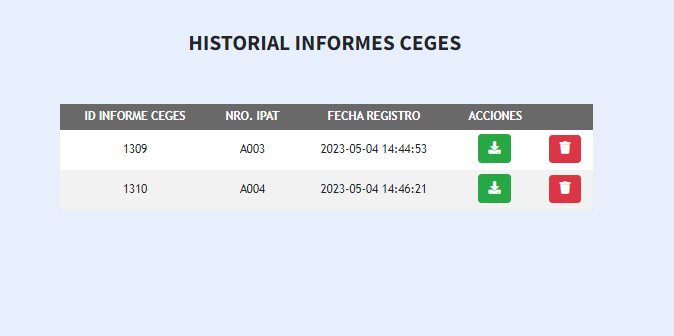 HISTORIAL INFORMES CEGES
ID INFORME CEGES NRO. IPAT FECHA REGISTRO ACCIONES
1309 A003 2023-05-04 14:44:53
1310 A004 2023-05-04 14:46:21